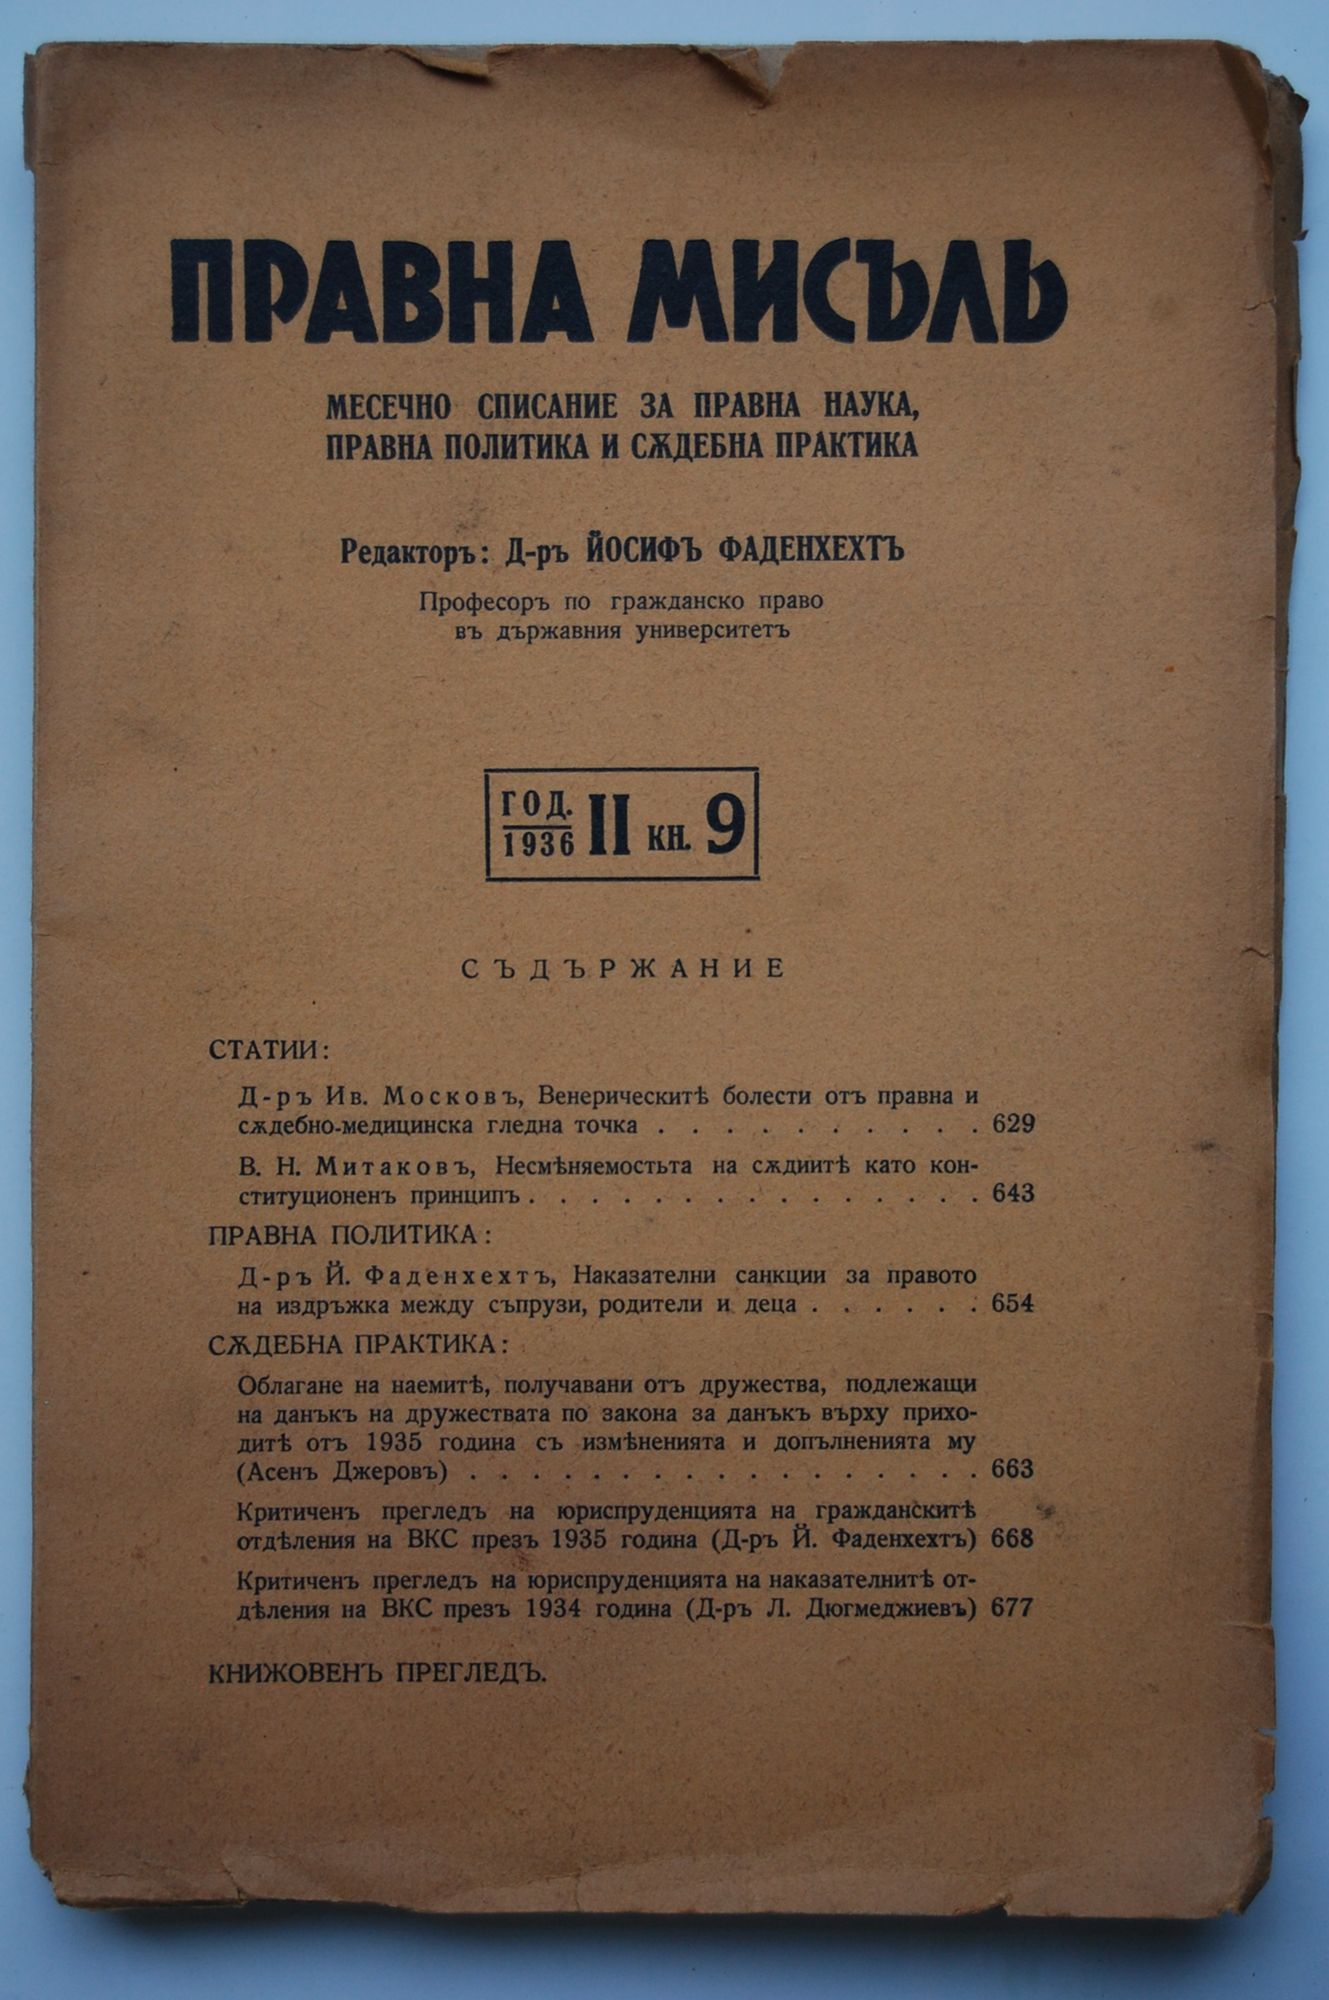 ПРАВНА МИСЪЛЬ
МЕСЕЧНО СПИСАНИЕ ЗА ПРАВНА НАУКА,
ПРАВНА ПОЛИТИКА И СѪДЕБНА ПРАКТИКА
Редакторъ: Д-ръ ЙОСИФЪ ФАДЕНХЕХТЪ
Професоръ по гражданско право
въ държавния университетъ
ГОД. 1936 II КН. 9
СЪДЪРЖАНИЕ
СТАТИИ:
Д-ръ Ив. Московъ, Венерическитѣ болести отъ правна и
сѫдебно-медицинска гледна точка . . . . . . . . . . . 629
В. Н. Митаковъ, Несмѣняемостьта на сѫдиитѣ като кон-
ституционенъ принципъ . . . . . . . . . . . . . . . . 643
ПРАВНА ПОЛИТИКА:
Д-ръ Й. Фаденхехтъ, Наказателни санкции за правото
на издръжка между съпрузи, родители и деца . . . . . . 654
СѪДЕБНА ПРАКТИКА:
Облагане на наемитѣ, получавани отъ дружества, подлежащи
на данъкъ на дружествата по закона за данъкъ върху прихо-
дитѣ отъ 1935 година съ измѣненията и допълненията му
(Асенъ Джеровъ) . . . . . . . . . . . . . . . . . 663
Критиченъ прегледъ на юриспруденцията на гражданскитѣ
отдѣления на ВКС презъ 1935 година (Д-ръ Й. Фаденхехтъ) 668
Критиченъ прегледъ на юриспруденцията на наказателнитѣ от-
дѣления на ВКС презъ 1934 година (Д-ръ Л. Дюгмеджиевъ) 677
КНИЖОВЕНЪ ПРЕГЛЕДЪ.